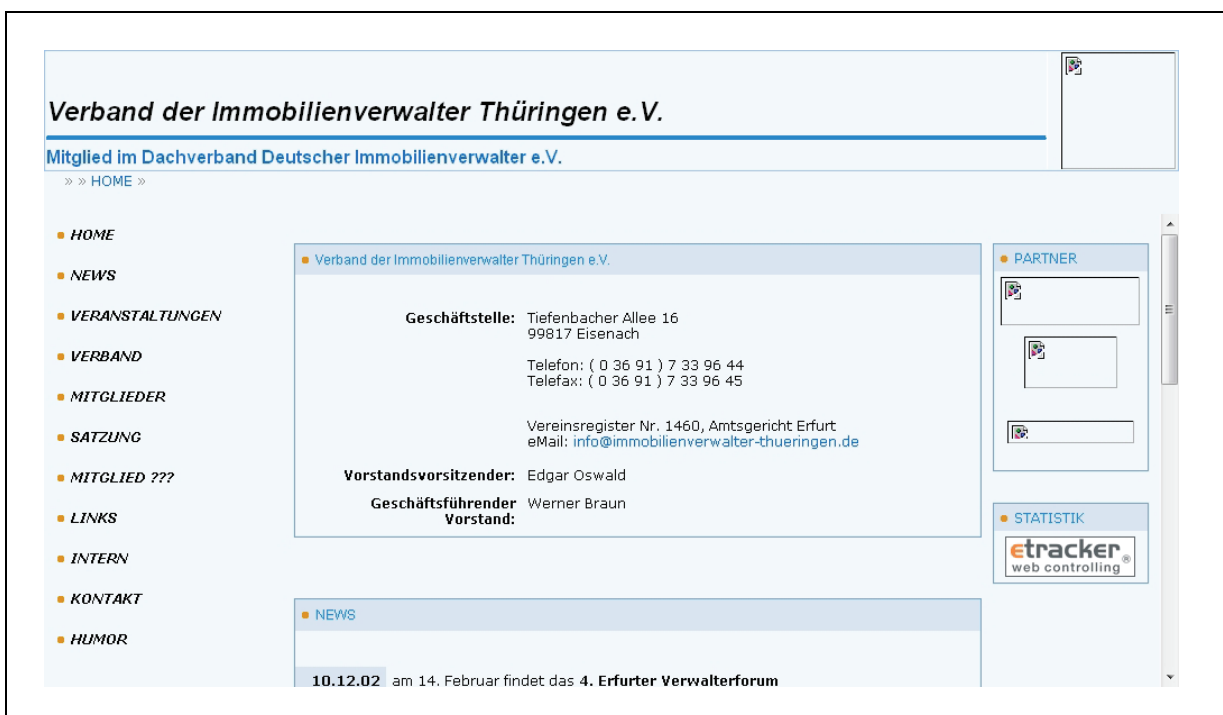 Verband der Immobilienverwalter Thüringen e.V.
Mitglied im Dachverband Deutscher Immobilienverwalter e.V.
» » HOME »
HOME
NEWS
VERANSTALTUNGEN
VERBAND
MITGLIEDER
SATZUNG
MITGLIED ???
LINKS
INTERN
KONTAKT
HUMOR
Verband der Immobilienverwalter Thüringen e.V.
Geschäftstelle: Tiefenbacher Allee 16
99817 Eisenach
Telefon: ( 0 36 91 ) 7 33 96 44
Telefax: ( 0 36 91 ) 7 33 96 45
Vereinsregister Nr. 1460, Amtsgericht Erfurt
eMail: info@immobilienverwalter-thueringen.de
Vorstandsvorsitzender: Edgar Oswald
Geschäftsführender Werner Braun
Vorstand:
NEWS
10.12.02 am 14. Februar findet das 4. Erfurter Verwalterforum
PARTNER
STATISTIK
etracker®
web controlling